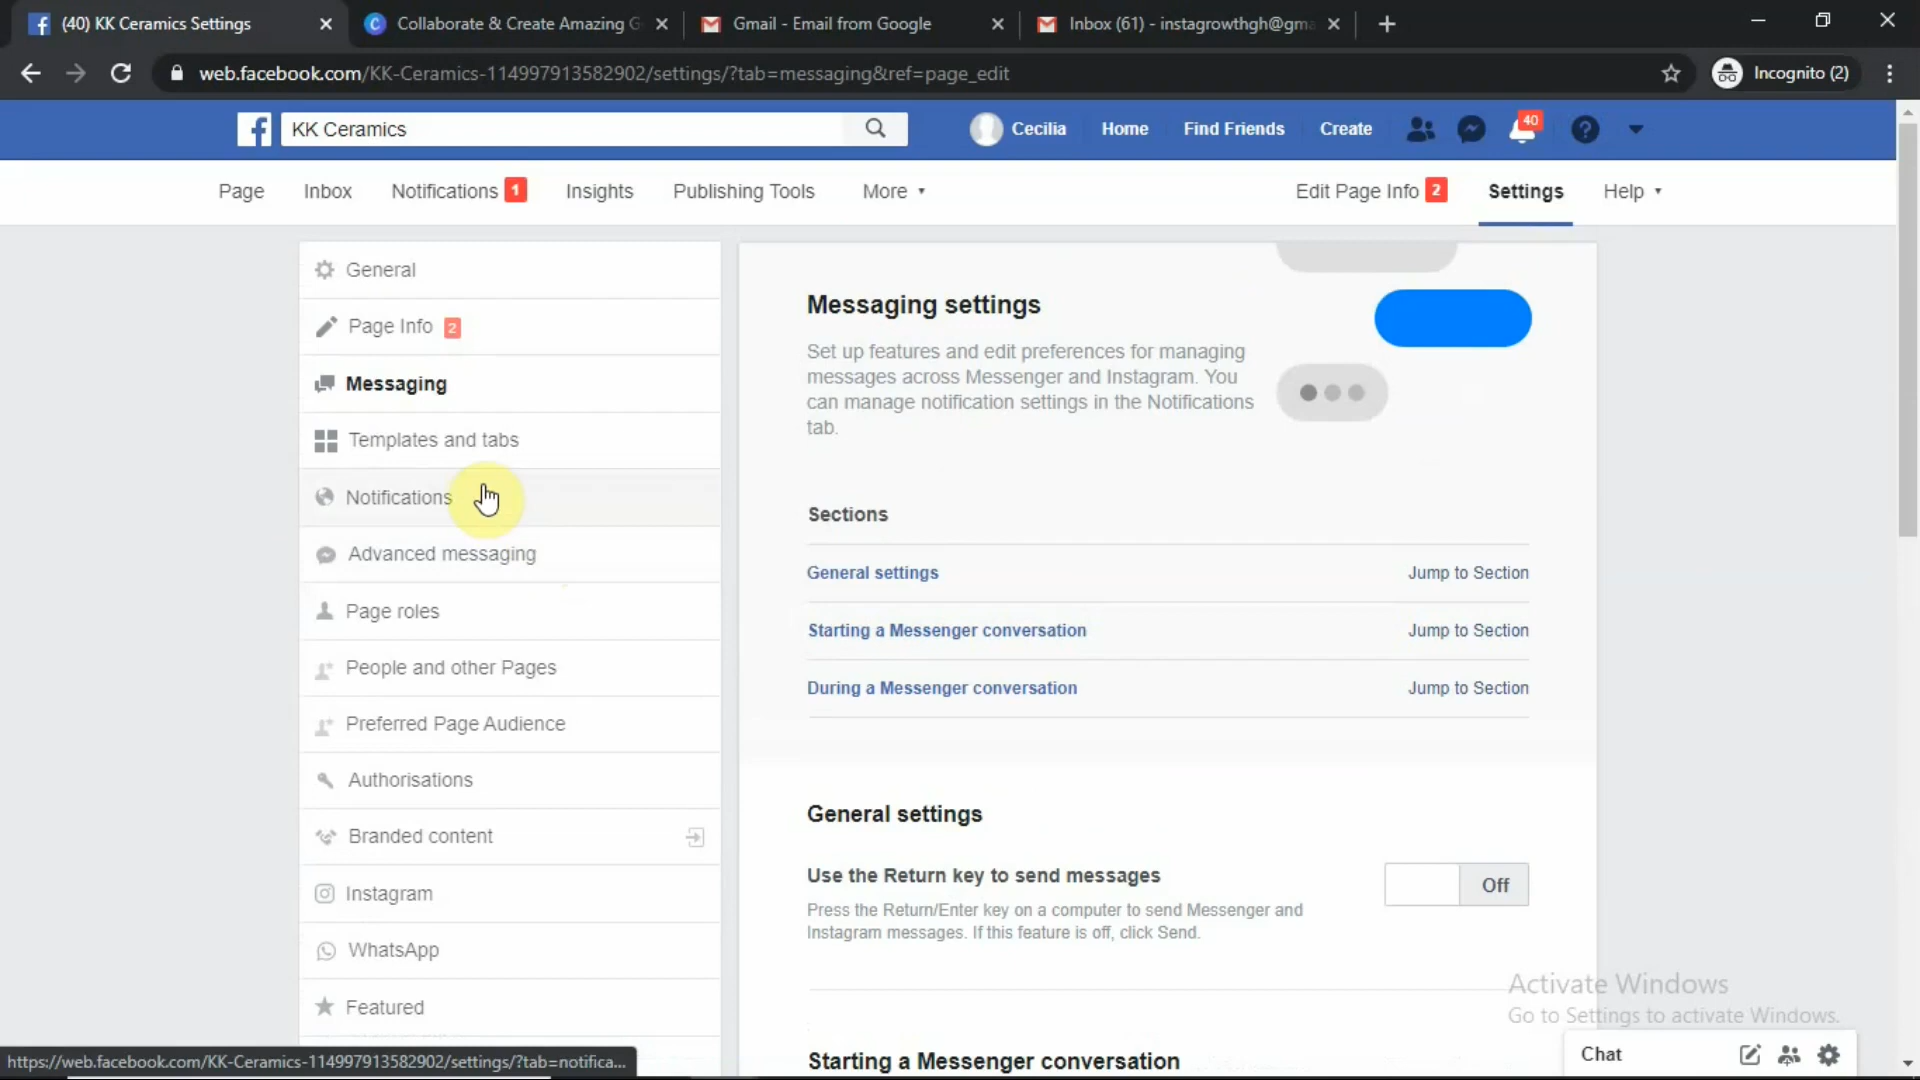 (40) KK Ceramics Settings
Collaborate & Create Amazing G
Gmail - Email from Google
Inbox (61) - instagrowthgh@gma
web.facebook.com/KK-Ceramics-114997913582902/settings/?tab=messaging&ref=page_edit
Incognito (2)
KK Ceramics
Cecilia
Home
Find Friends
Create
40
Page
Inbox
Notifications 1
Insights
Publishing Tools
More
Edit Page Info 2
Settings
Help
General
Page Info 2
Messaging
Templates and tabs
Notifications
Advanced messaging
Page roles
People and other Pages
Preferred Page Audience
Authorisations
Branded content
Instagram
WhatsApp
Featured
Messaging settings
Set up features and edit preferences for managing
messages across Messenger and Instagram. You
can manage notification settings in the Notifications
tab.
Sections
General settings Jump to Section
Starting a Messenger conversation Jump to Section
During a Messenger conversation Jump to Section
General settings
Use the Return key to send messages
Off
Press the Return/Enter key on a computer to send Messenger and
Instagram messages. If this feature is off, click Send.
Starting a Messenger conversation
Activate Windows
Go to Settings to activate Windows.
Chat
https://web.facebook.com/KK-Ceramics-114997913582902/settings/?tab=notifica...